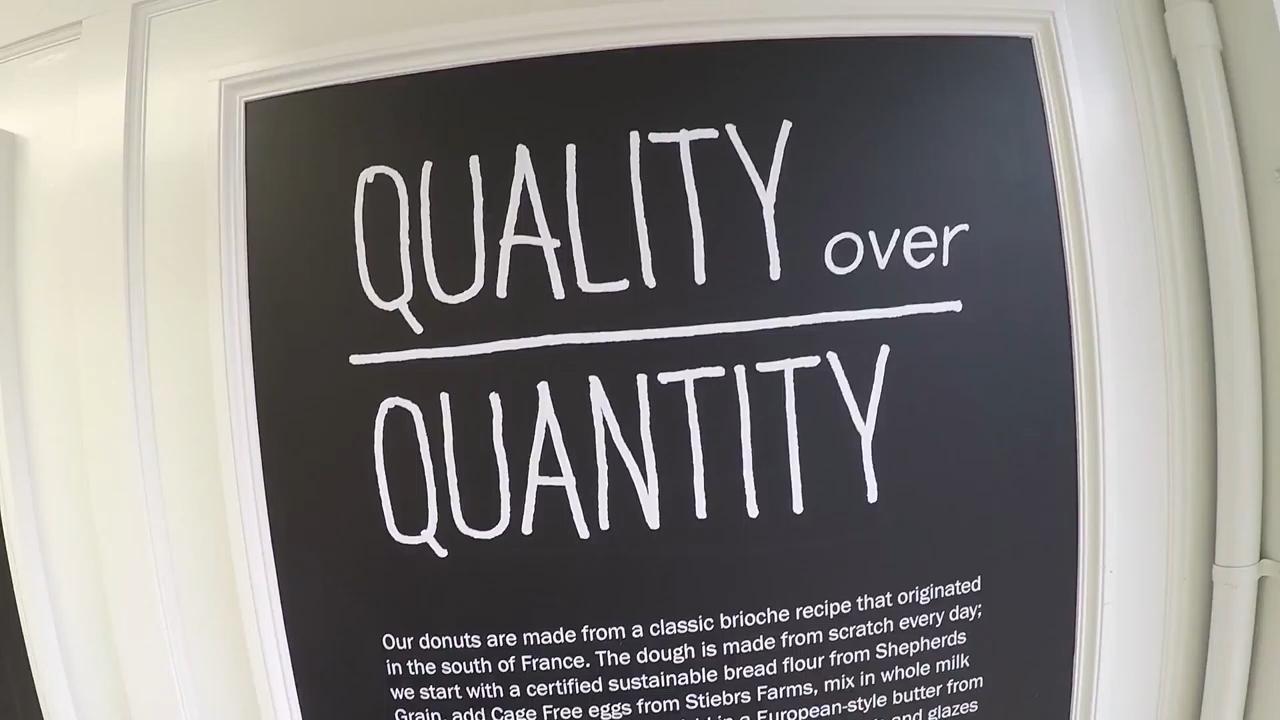 QUALITY over
QUANTITY
Our donuts are made from a classic brioche recipe that originated
in the south of France. The dough is made from scratch every day;
we start with a certified sustainable bread flour from Shepherds
Grain, add Cage Free eggs from Stiebrs Farms, mix in whole milk
in a European-style butter from
and glazes